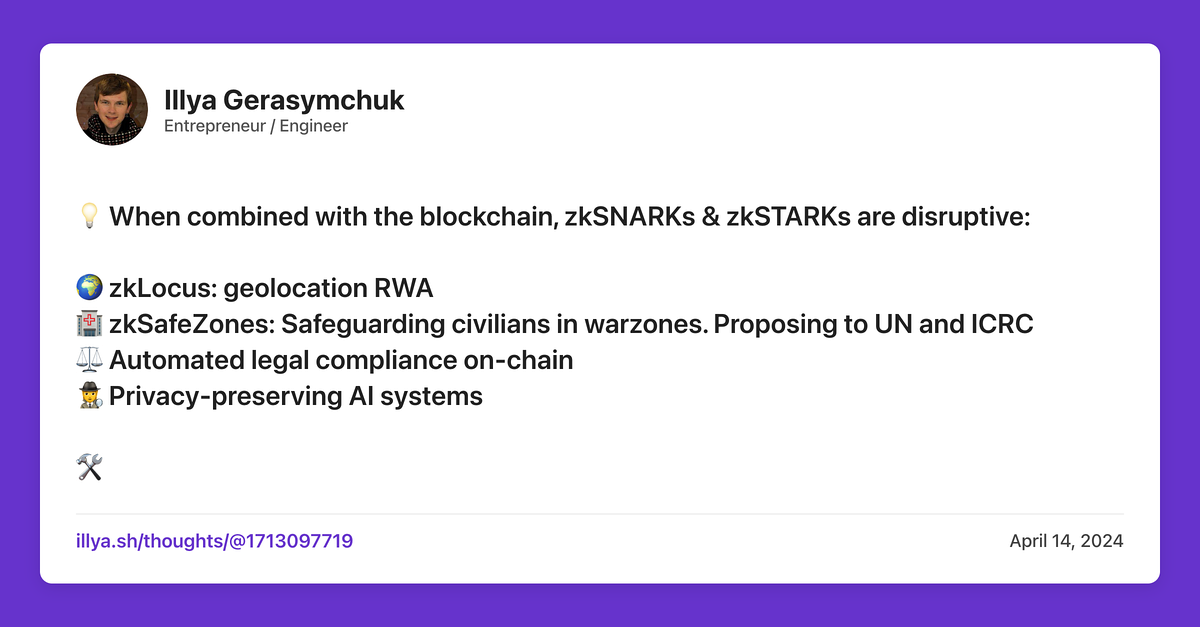 Illya Gerasymchuk
Entrepreneur / Engineer
💡 When combined with the blockchain, zkSNARKs & zkSTARKs are disruptive:
🌍 zkLocus: geolocation RWA
🏥 zkSafeZones: Safeguarding civilians in warzones. Proposing to UN and ICRC
⚖️ Automated legal compliance on-chain
🕵️ Privacy-preserving AI systems
🛠️
illya.sh/thoughts/@1713097719
April 14, 2024